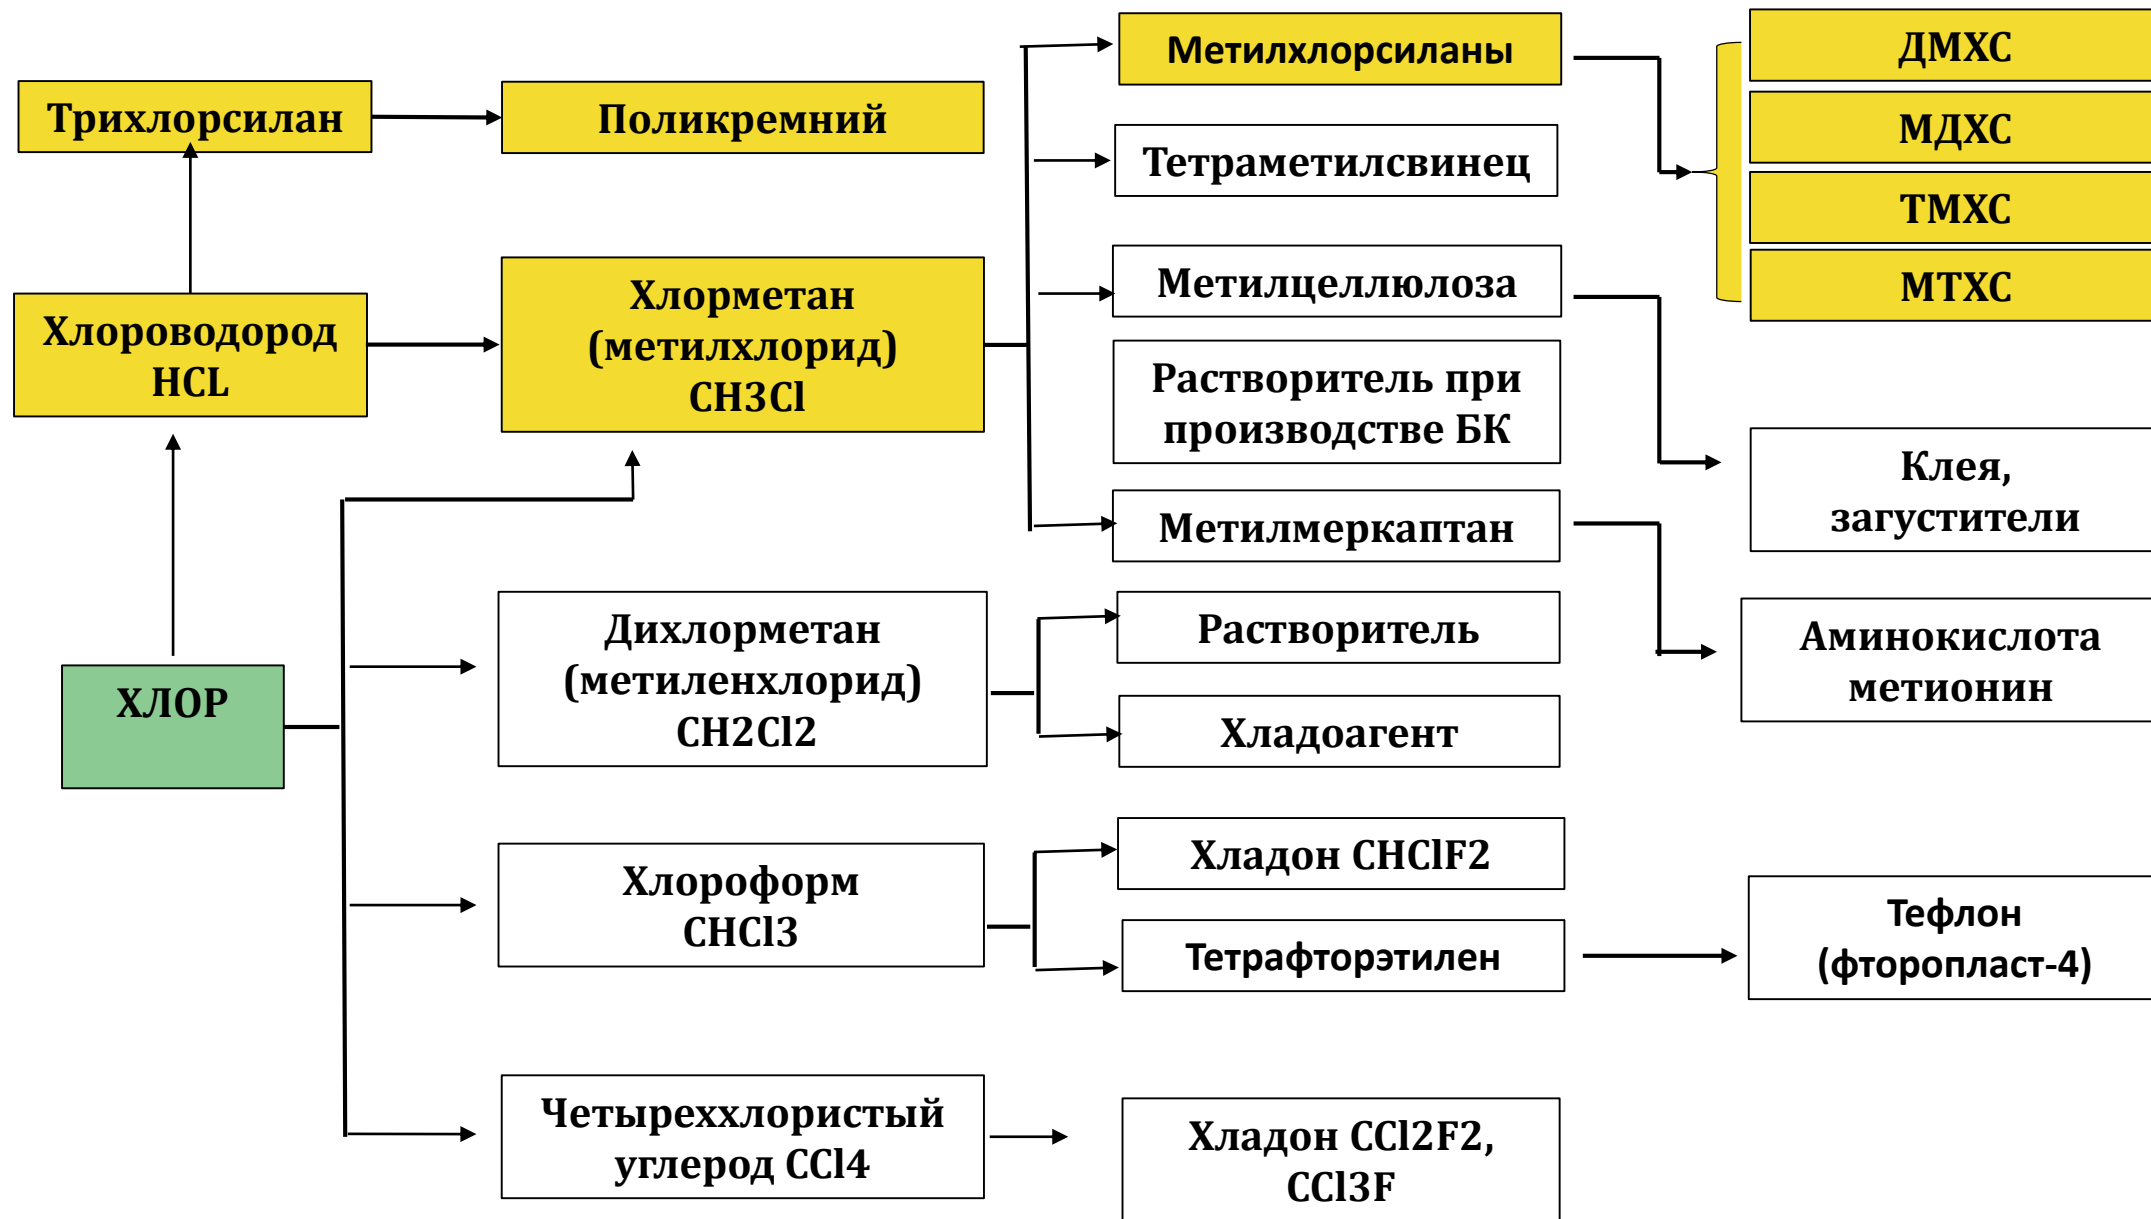 Трихлорсилан
Поликремний
Метилхлорсиланы
ДМХС
МДХС
ТМХС
МТХС
Тетраметилсвинец
Хлороводород
HCL
Хлорметан
(метилхлорид)
CH3Cl
Метилцеллюлоза
Растворитель при
производстве БК
Метилмеркаптан
Клея,
загустители
Аминокислота
метионин
ХЛОР
Дихлорметан
(метиленхлорид)
CH2Cl2
Растворитель
Хладоагент
Хлороформ
CHCl3
Хладон CHClF2
Тетрафторэтилен
Тефлон
(фторопласт-4)
Четыреххлористый
углерод CCl4
Хладон CCl2F2,
CCl3F